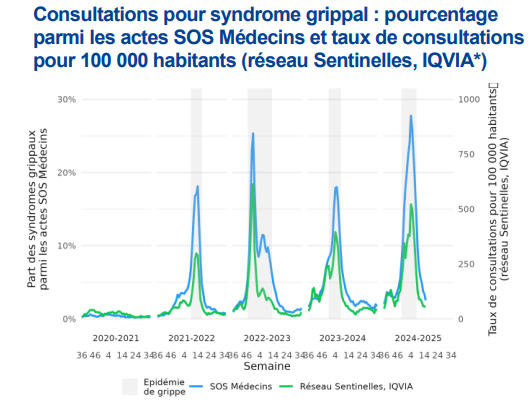 Consultations pour syndrome grippal : pourcentage
parmi les actes SOS Médecins et taux de consultations
pour 100 000 habitants (réseau Sentinelles, IQVIA*)
Part des syndromes grippaux
parmi les actes SOS Médecins
30%
20%
10%
0%
1000
750
500
250
0
Taux de consultations pour 100 000 habitants
(réseau Sentinelles, IQVIA)
2020-2021 2021-2022 2022-2023 2023-2024 2024-2025
36 46 4 14 24 36 46 4 14 24 36 46 4 14 24 36 46 4 14 24 36 46 4 14 24 34
Semaine
Epidémie
de grippe
SOS Médecins
Réseau Sentinelles, IQVIA